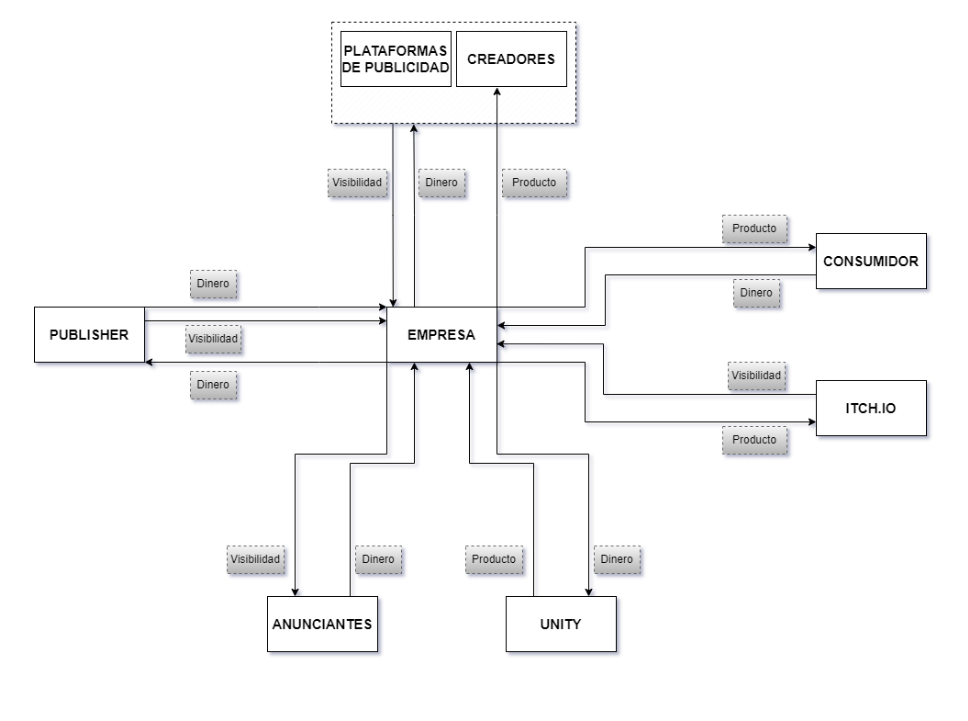 PLATAFORMAS
DE PUBLICIDAD
CREADORES
Visibilidad
Dinero
Producto
Producto
CONSUMIDOR
Dinero
Dinero
PUBLISHER
EMPRESA
Visibilidad
Dinero
Visibilidad
ITCH.IO
Producto
Visibilidad
Dinero
Producto
Dinero
ANUNCIANTES
UNITY